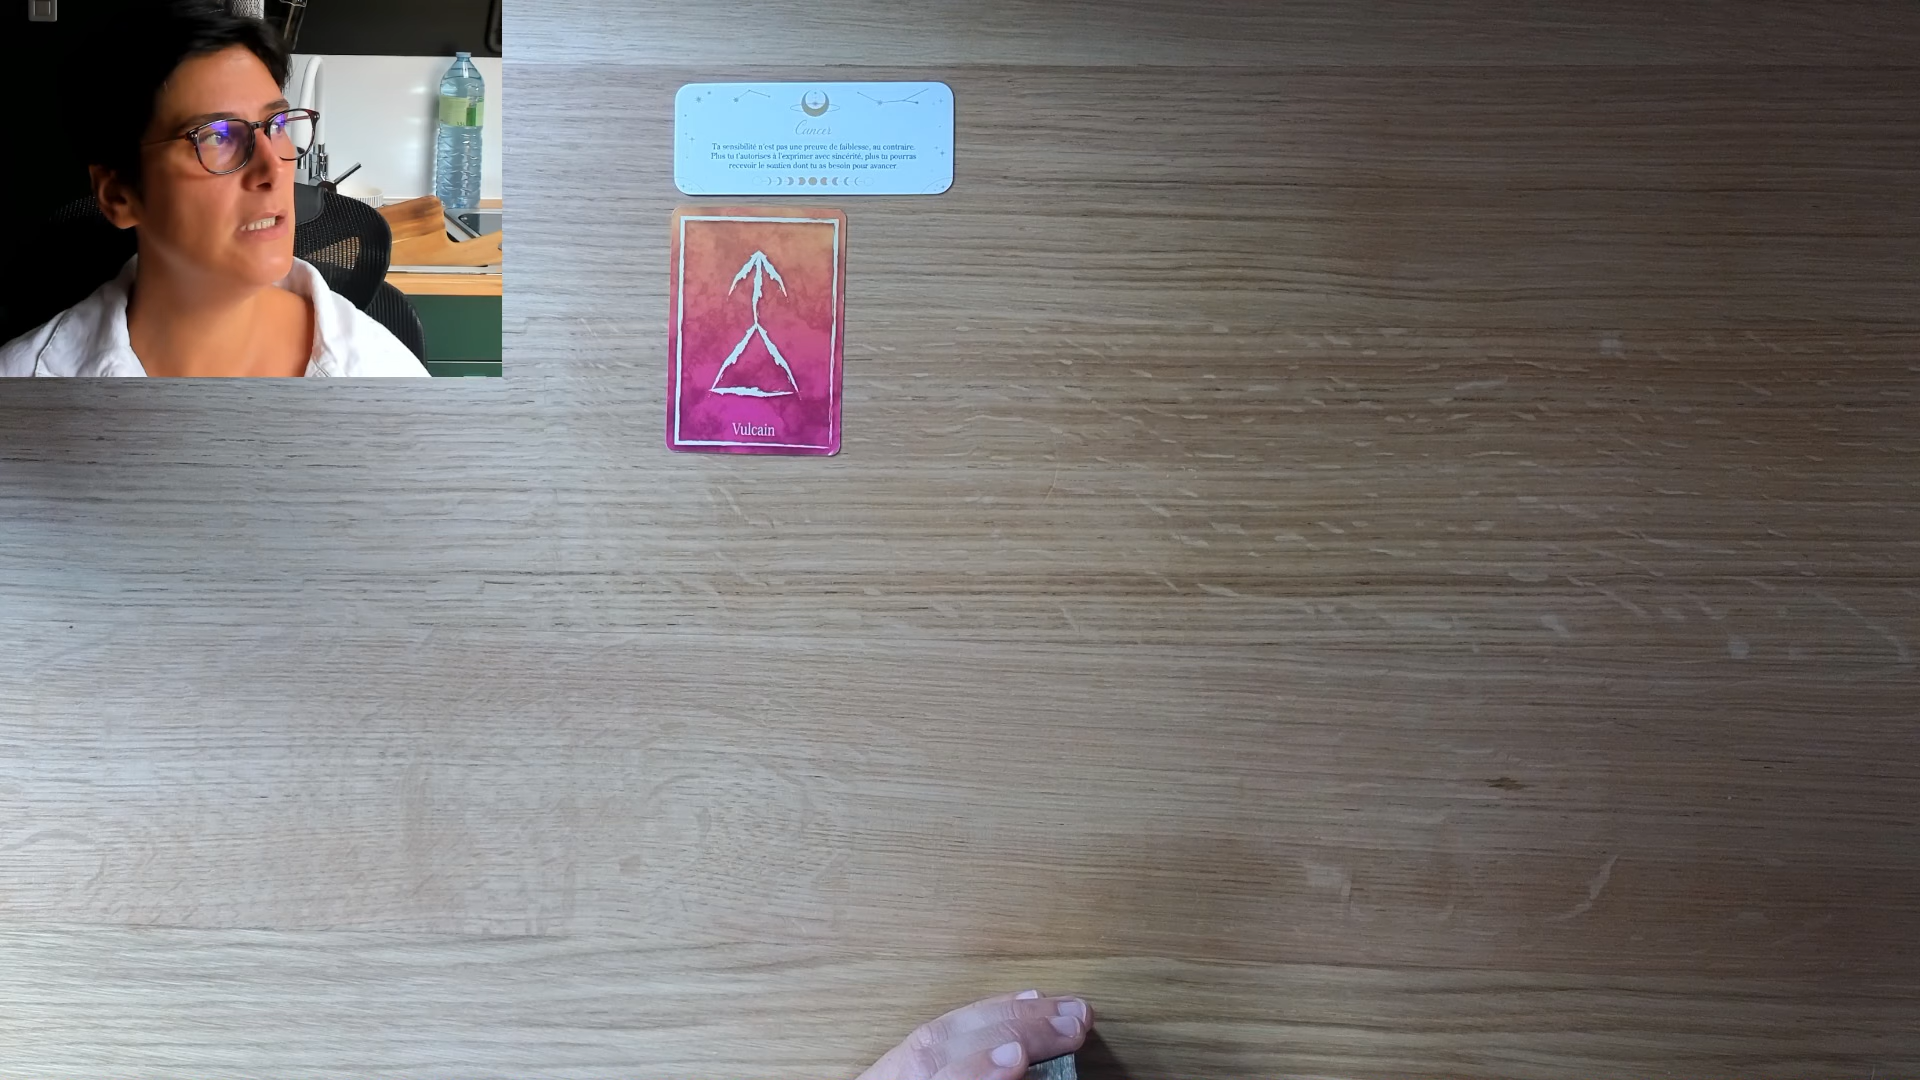 Cancer
Ta sensibilité n'est pas une preuve de faiblesse, au contraire.
Plus tu t'autorises à l'exprimer avec sincérité, plus tu pourras
recevoir le soutien dont tu as besoin pour avancer.
Vulcain